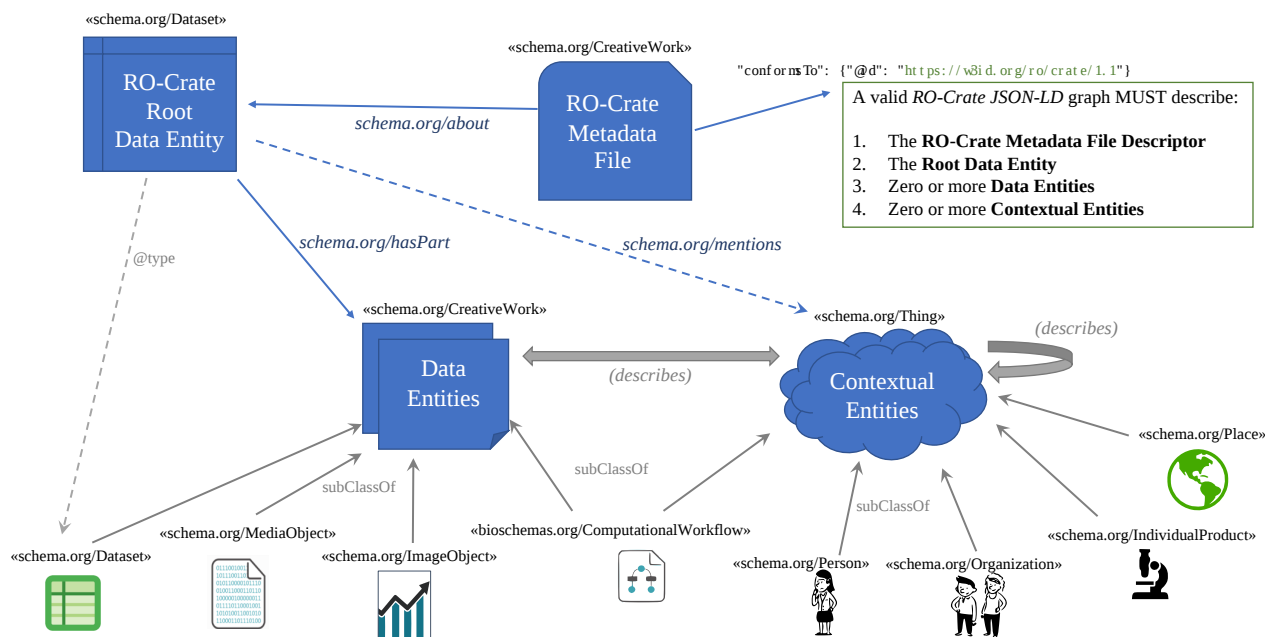 «schema.org/Dataset»
RO-Crate
Root
Data Entity
«schema.org/CreativeWork»
RO-Crate
Metadata
File
schema.org/about
"conformsTo": {"@id": "https://w3id.org/ro/crate/1.1"}
A valid RO-Crate JSON-LD graph MUST describe:
1. The RO-Crate Metadata File Descriptor
2. The Root Data Entity
3. Zero or more Data Entities
4. Zero or more Contextual Entities
@type
schema.org/hasPart
schema.org/mentions
«schema.org/CreativeWork»
Data
Entities
(describes)
«schema.org/Thing»
Contextual
Entities
(describes)
subClassOf
subClassOf
subClassOf
«schema.org/Dataset»
«schema.org/MediaObject»
«schema.org/ImageObject»
«bioschemas.org/ComputationalWorkflow»
«schema.org/Person»
«schema.org/Organization»
«schema.org/IndividualProduct»
«schema.org/Place»